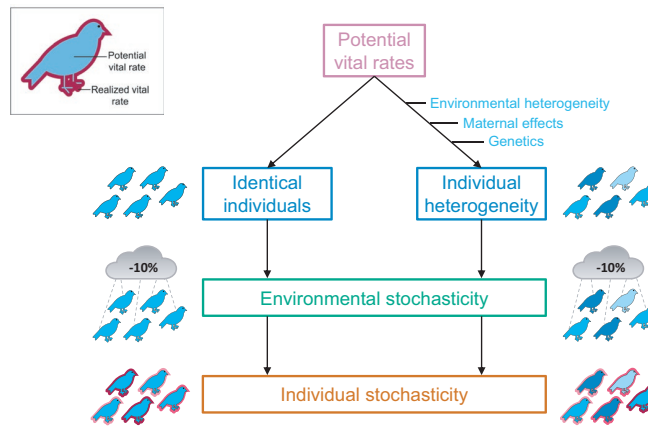 Potential
vital rate
Realized vital
rate
Potential
vital rates
Environmental heterogeneity
Maternal effects
Genetics
Identical
individuals
Individual
heterogeneity
-10%
-10%
Environmental stochasticity
Individual stochasticity